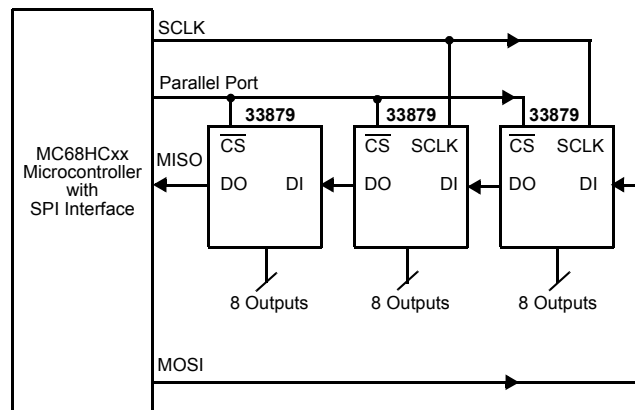 SCLK
Parallel Port
33879 33879 33879
CS CS SCLK CS SCLK
MC68HCxx
Microcontroller
with
SPI Interface
MISO
DO DI DO DI DO DI
8 Outputs 8 Outputs 8 Outputs
MOSI